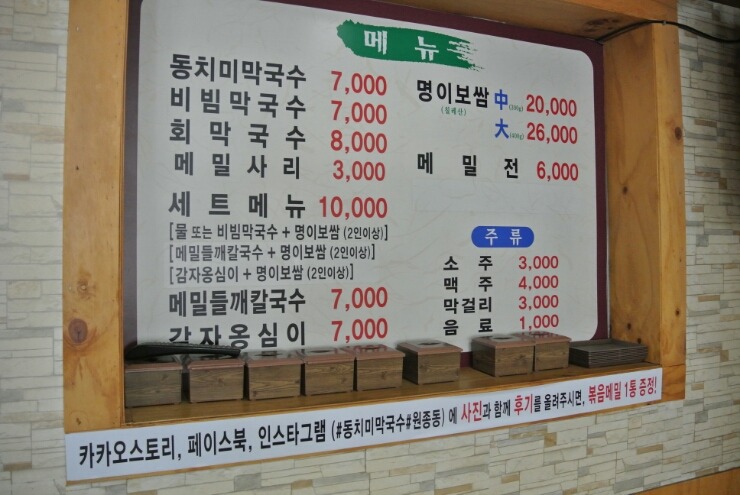 메뉴
동치미막국수 7,000
비빔막국수 7,000
회막국수 8,000
메밀사리 3,000
세트메뉴 10,000
[물 또는 비빔막국수 + 명이보쌈 (2인이상)]
[메밀들깨칼국수 + 명이보쌈 (2인이상)]
[감자옹심이 + 명이보쌈 (2인이상)]
메밀들깨칼국수 7,000
감자옹심이 7,000
명이보쌈 中 20,000
大 26,000
메밀전 6,000
주류
소주 3,000
맥주 4,000
막걸리 3,000
음료 1,000
카카오스토리, 페이스북, 인스타그램 (#동치미막국수#원종동) 에 사진과 함께 후기를 올려주시면, 볶음메밀 1통 증정!